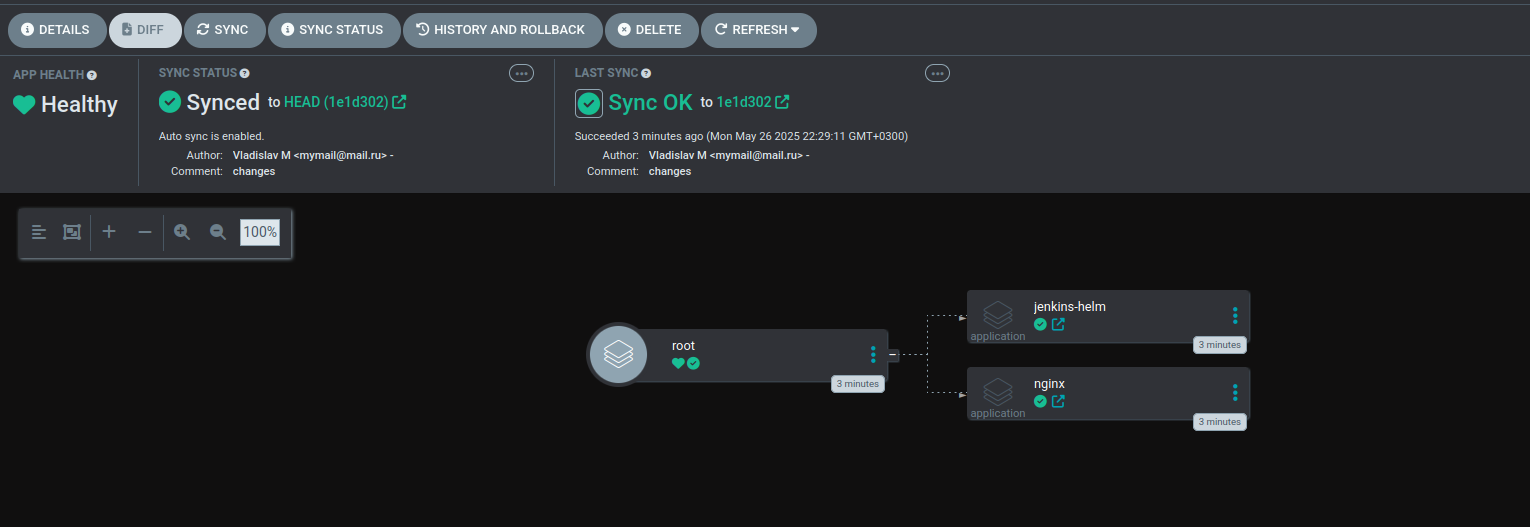 DETAILS
DIFF
SYNC
SYNC STATUS
HISTORY AND ROLLBACK
DELETE
REFRESH
APP HEALTH
Healthy
SYNC STATUS
Synced to HEAD (1e1d302)
Auto sync is enabled.
Author: Vladislav M <mymail@mail.ru> -
Comment: changes
LAST SYNC
Sync OK to 1e1d302
Succeeded 3 minutes ago (Mon May 26 2025 22:29:11 GMT+0300)
Author: Vladislav M <mymail@mail.ru> -
Comment: changes
100%
root
3 minutes
jenkins-helm
application
3 minutes
nginx
application
3 minutes